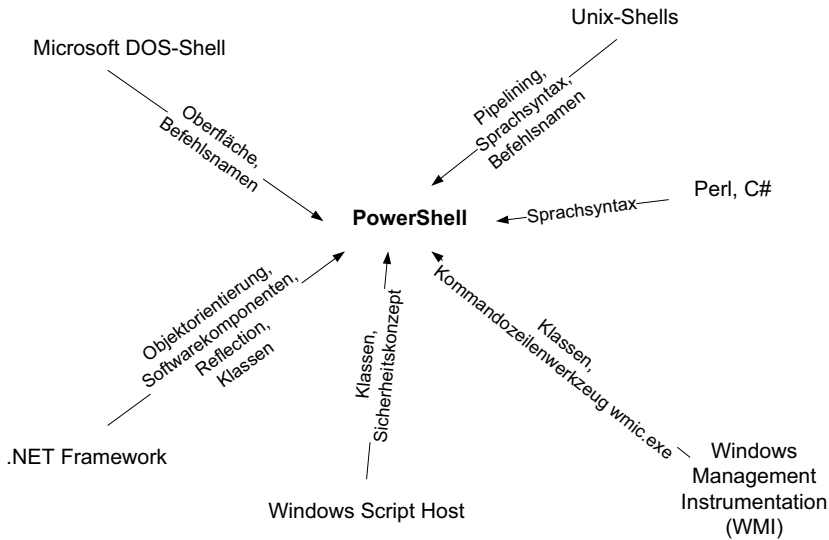 Microsoft DOS-Shell
Unix-Shells
Oberfläche,
Befehlsnamen
Pipelining,
Sprachsyntax,
Befehlsnamen
PowerShell
Sprachsyntax
Perl, C#
Objektorientierung,
Softwarekomponenten,
Reflection,
Klassen
Klassen,
Sicherheitskonzept
Klassen,
Kommandozeilenwerkzeug wmic.exe
.NET Framework
Windows Script Host
Windows
Management
Instrumentation
(WMI)